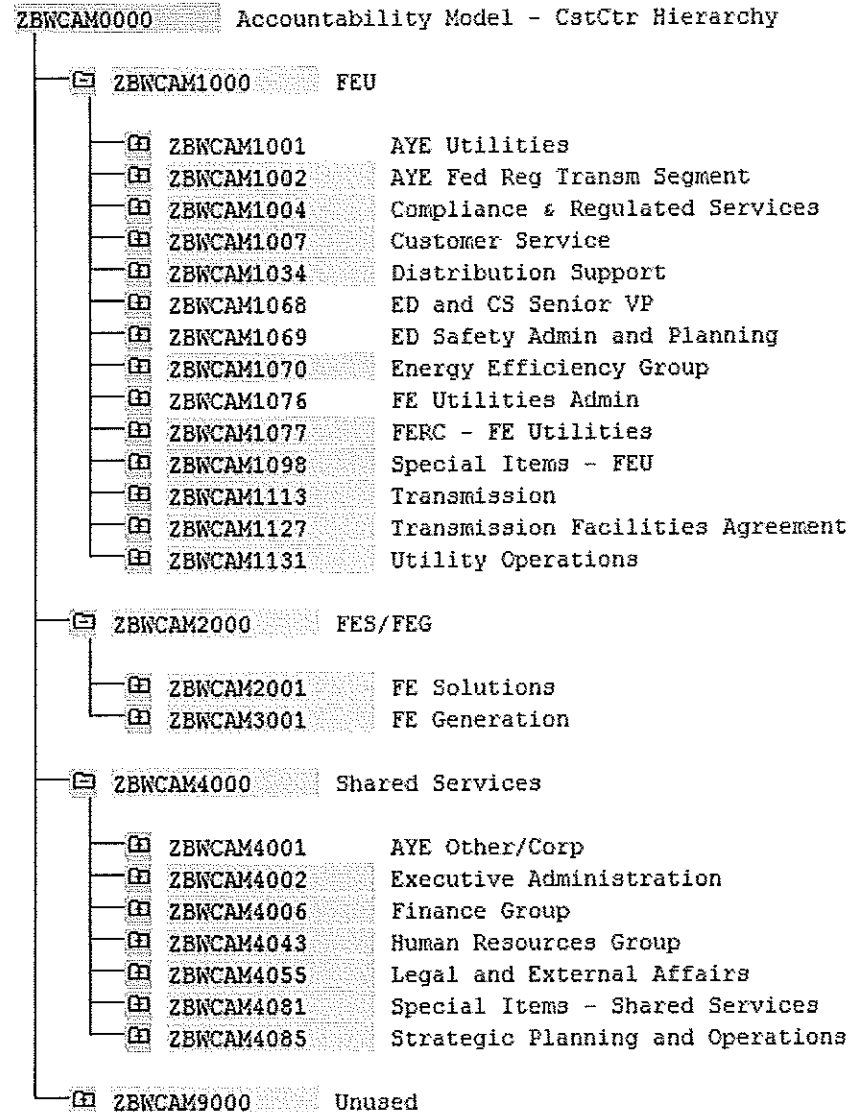 ZBWCAM0000 Accountability Model - CstCtr Hierarchy
ZBWCAM1000 FEU
ZBWCAM1001 AYE Utilities
ZBWCAM1002 AYE Fed Reg Transm Segment
ZBWCAM1004 Compliance & Regulated Services
ZBWCAM1007 Customer Service
ZBWCAM1034 Distribution Support
ZBWCAM1068 ED and CS Senior VP
ZBWCAM1069 ED Safety Admin and Planning
ZBWCAM1070 Energy Efficiency Group
ZBWCAM1076 FE Utilities Admin
ZBWCAM1077 FERC - FE Utilities
ZBWCAM1098 Special Items - FEU
ZBWCAM1113 Transmission
ZBWCAM1127 Transmission Facilities Agreement
ZBWCAM1131 Utility Operations
ZBWCAM2000 FES/FEG
ZBWCAM2001 FE Solutions
ZBWCAM3001 FE Generation
ZBWCAM4000 Shared Services
ZBWCAM4001 AYE Other/Corp
ZBWCAM4002 Executive Administration
ZBWCAM4006 Finance Group
ZBWCAM4043 Human Resources Group
ZBWCAM4055 Legal and External Affairs
ZBWCAM4081 Special Items - Shared Services
ZBWCAM4085 Strategic Planning and Operations
ZBWCAM9000 Unused